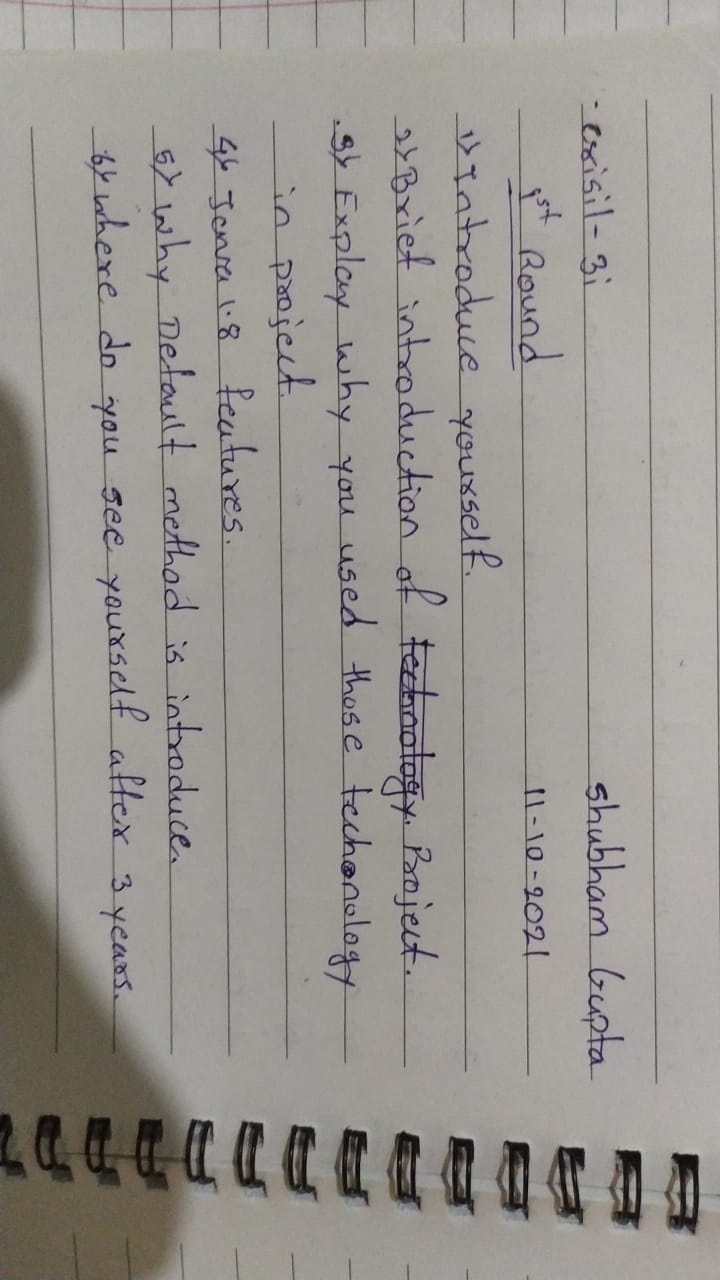 crisil - 3i
Shubham Gupta
1st Round
11-10-2021
1) Introduce yourself.
2) Brief introduction of technology. Project.
3) Explay why you used those techonology
in project.
4) Java 1.8 features.
5) Why Default method is introduce.
6) where do you see yourself after 3 years.